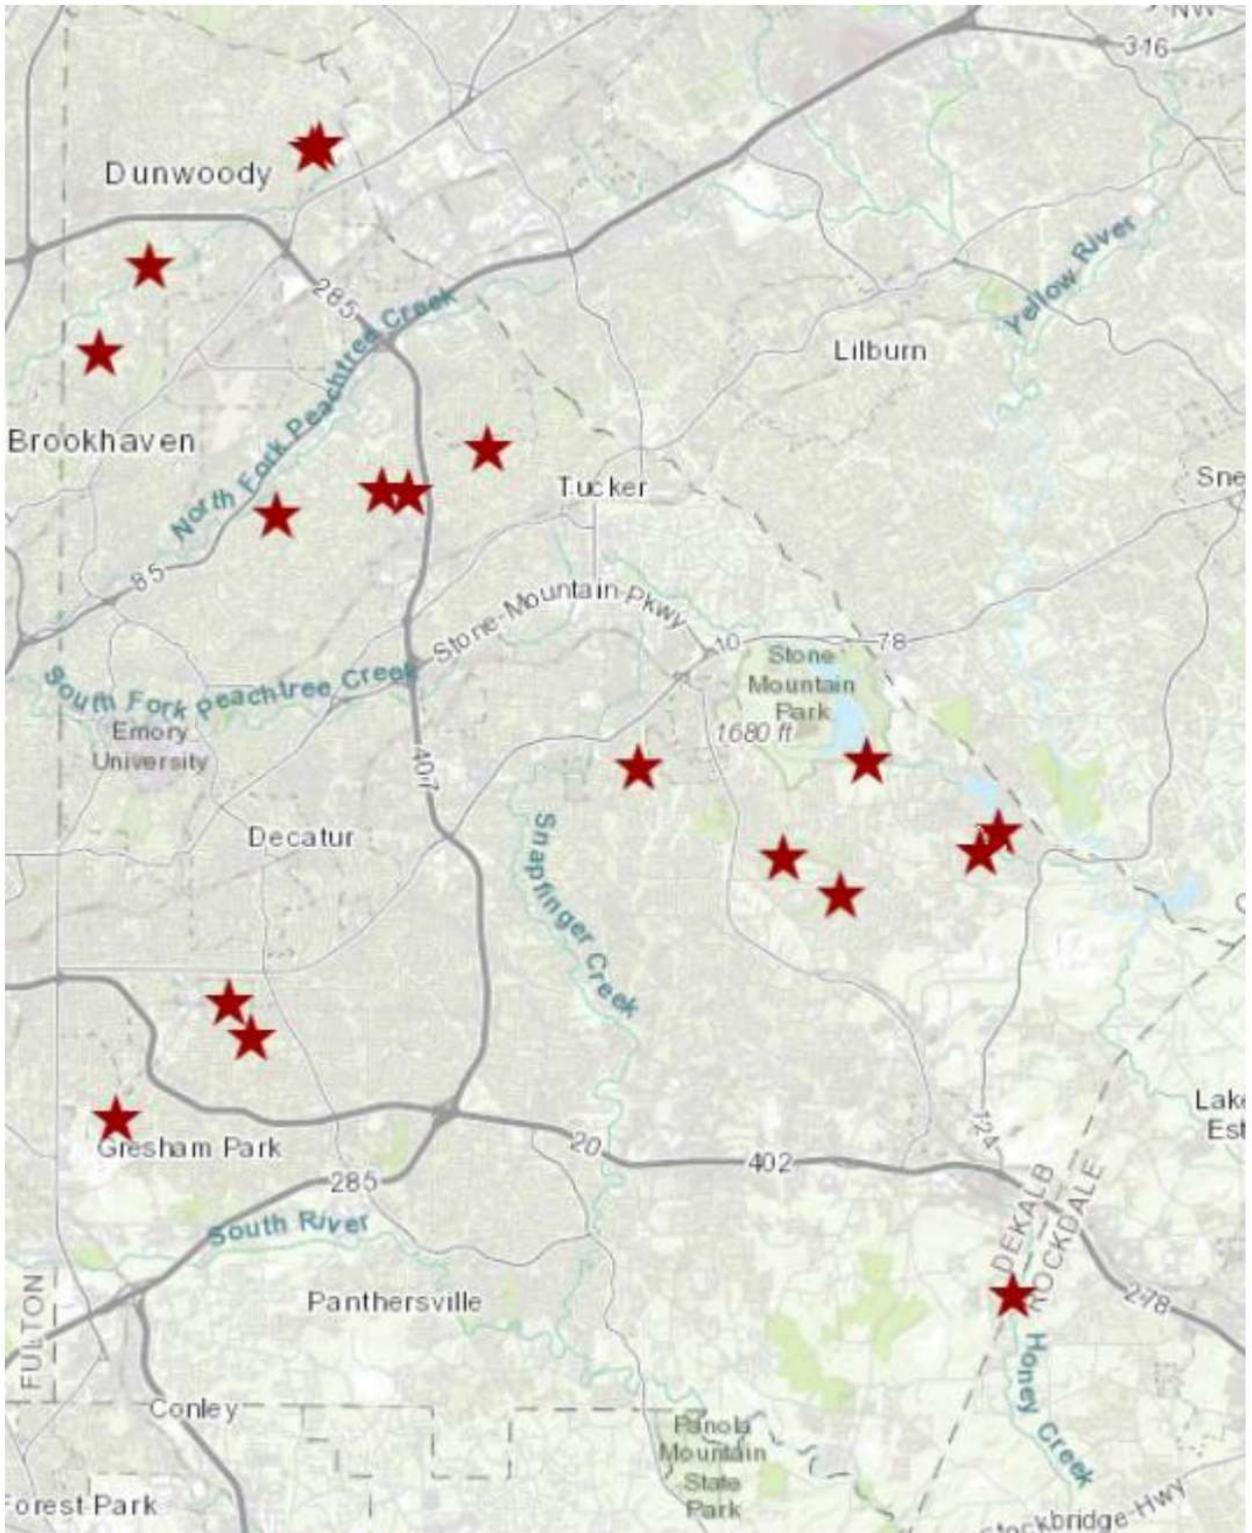 NW
316
Dunwoody
Yellow River
285
North Fork Peachtree Creek
Lilburn
Brookhaven
Sne
Tucker
85
Stone-Mountain-Pkwy
10
78
Stone
Mountain
Park
South Fork peachtree Creek
Emory
University
1680 ft
407
Decatur
Snapfinger Creek
Lake
Est
124
20
402
Gresham Park
285
South River
DEKALB
ROCKDALE
278
FULTON
Panthersville
Honey Creek
Conley
Panola
Mountain
State
Park
Forest Park
Stockbridge-Hwy